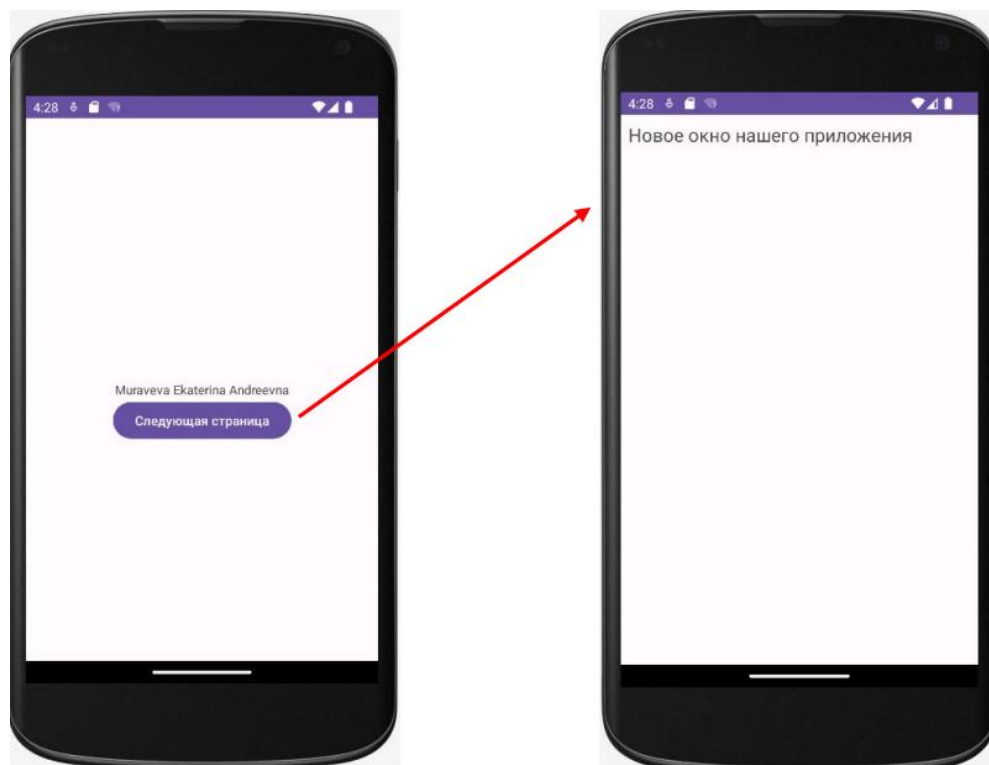 4:28
Muraveva Ekaterina Andreevna
Следующая страница
4:28
Новое окно нашего приложения